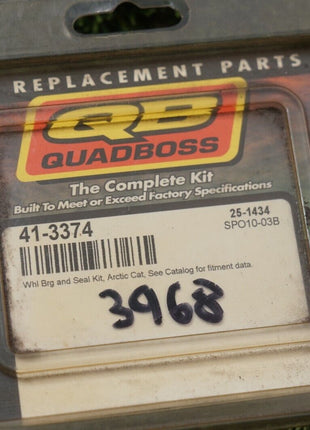 REPLACEMENT PARTS
QB
QUADBOSS
The Complete Kit
Built To Meet or Exceed Factory Specifications
41-3374
25-1434
SPO10-03B
Whl Brg and Seal Kit, Arctic Cat, See Catalog for fitment data.
3968